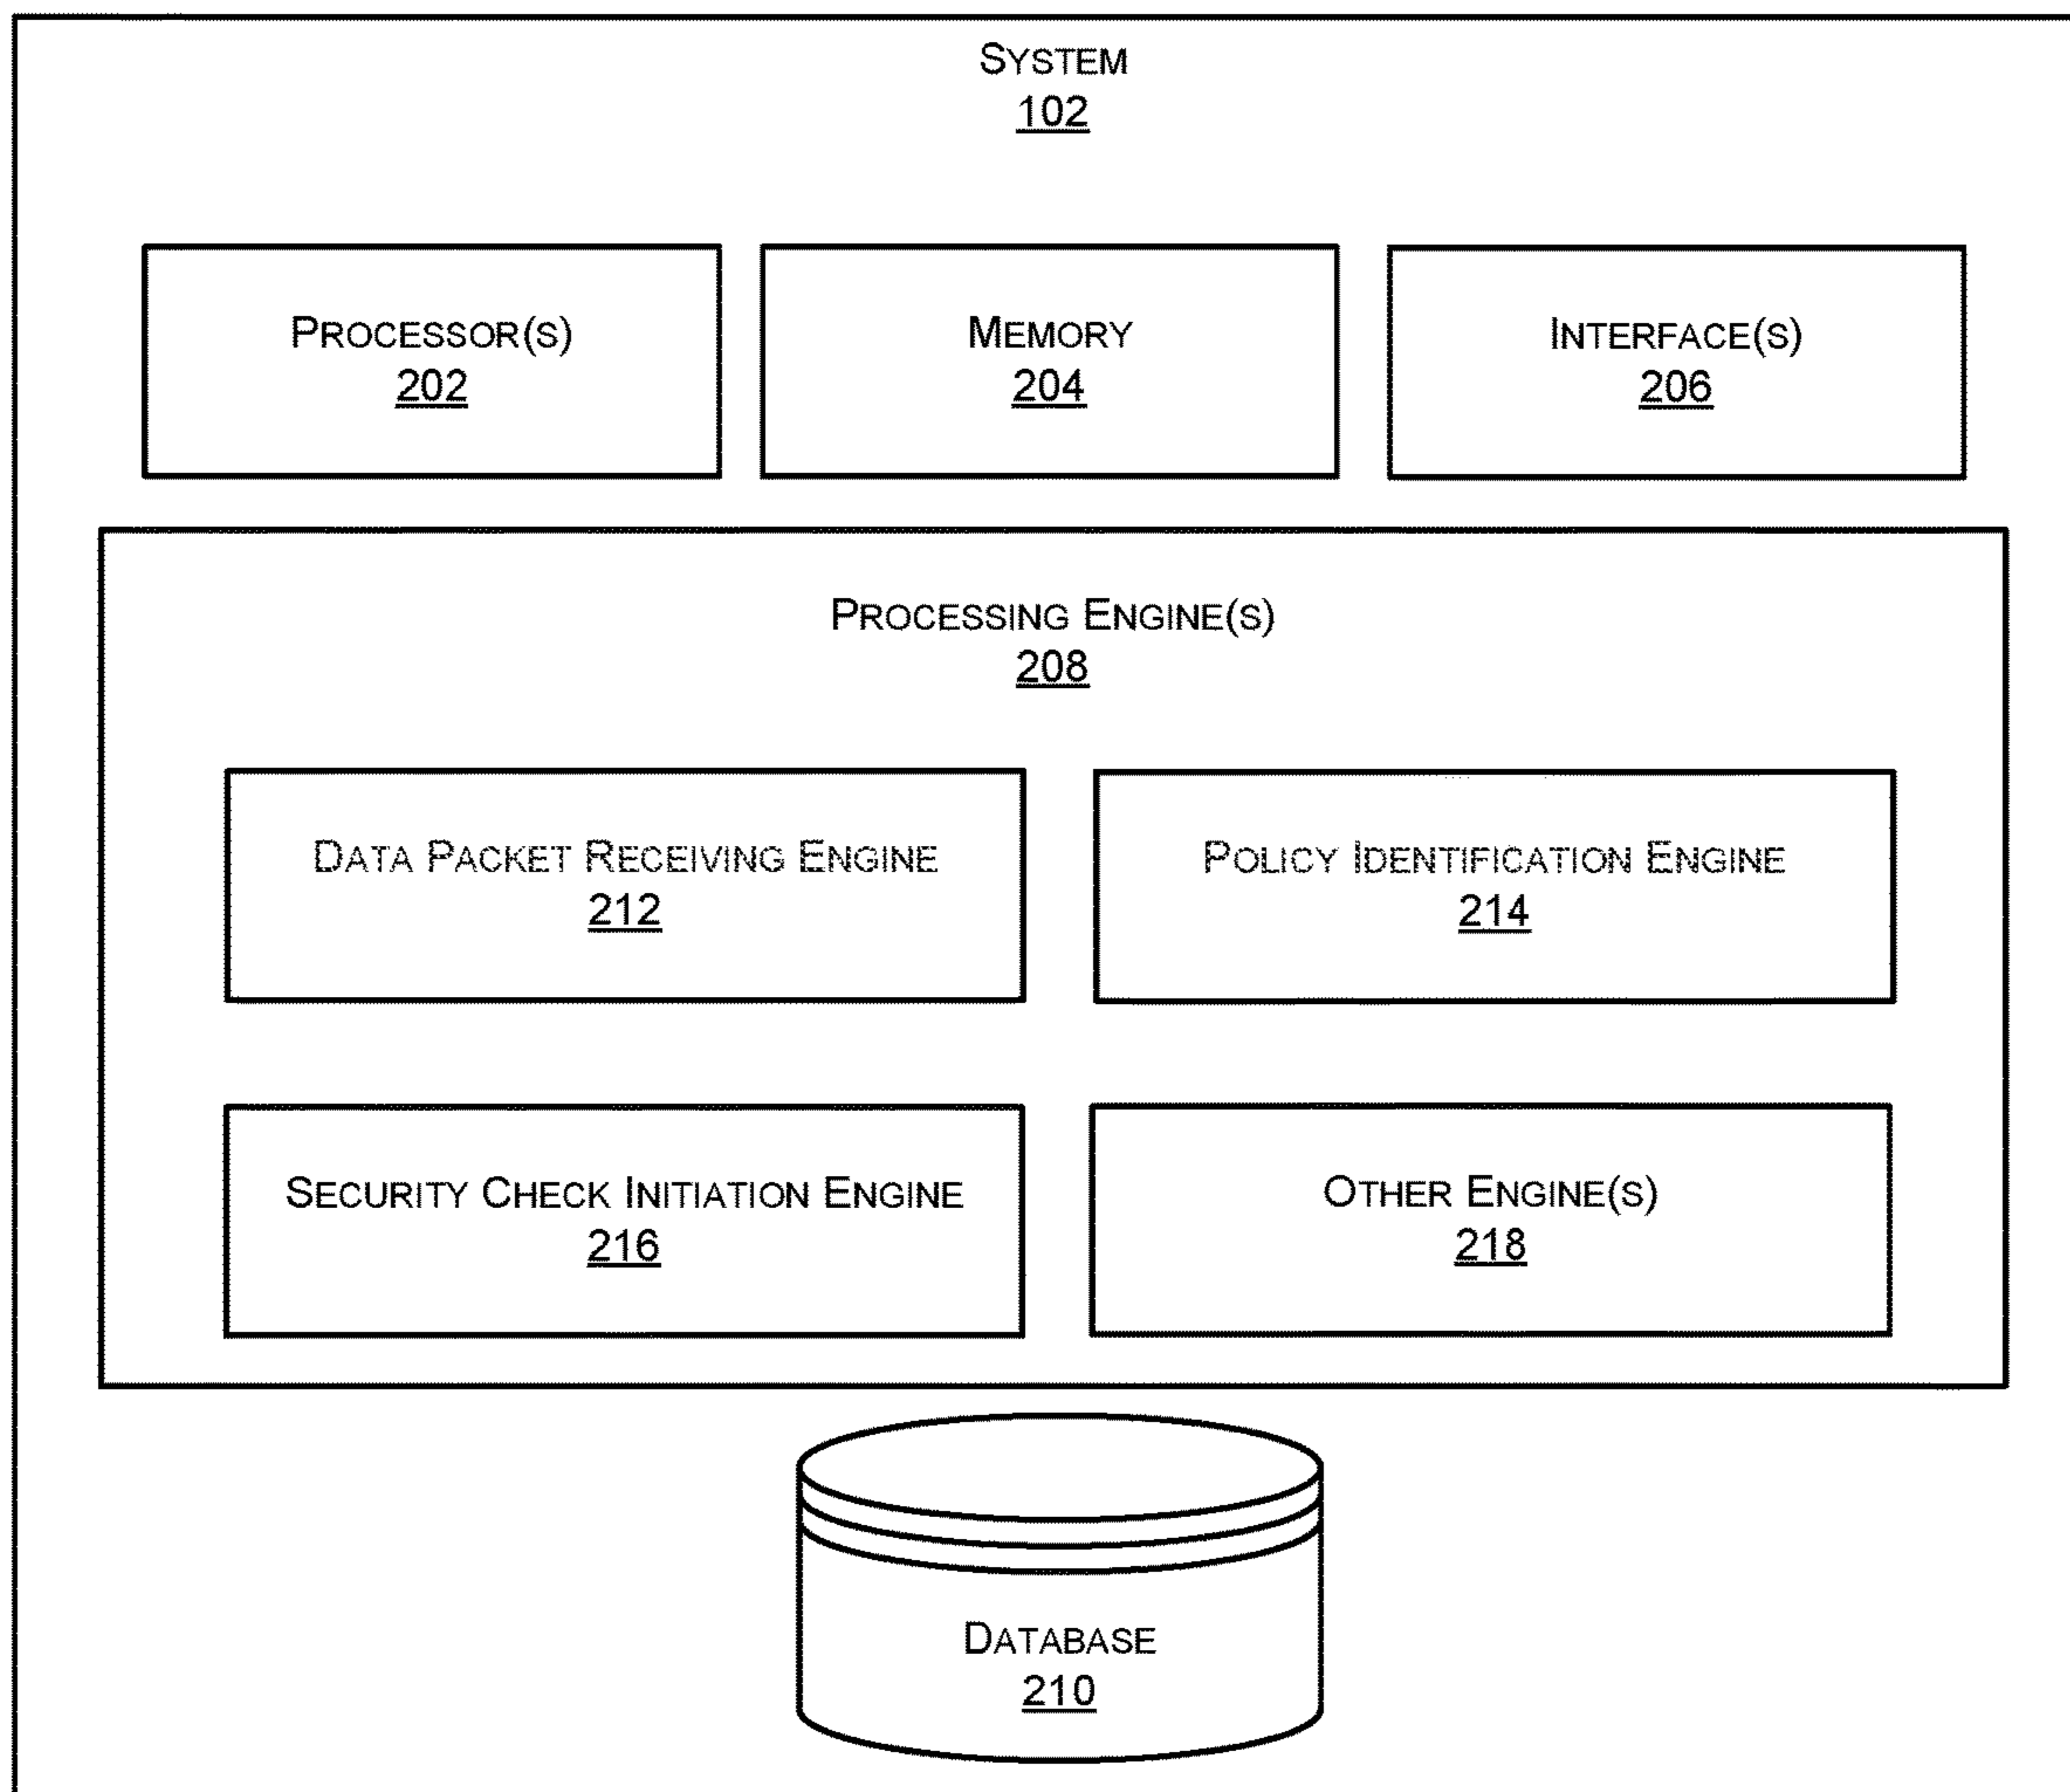 SYSTEM
102
PROCESSOR(S)
202
MEMORY
204
INTERFACE(S)
206
PROCESSING ENGINE(S)
208
DATA PACKET RECEIVING ENGINE
212
POLICY IDENTIFICATION ENGINE
214
SECURITY CHECK INITIATION ENGINE
216
OTHER ENGINE(S)
218
DATABASE
210